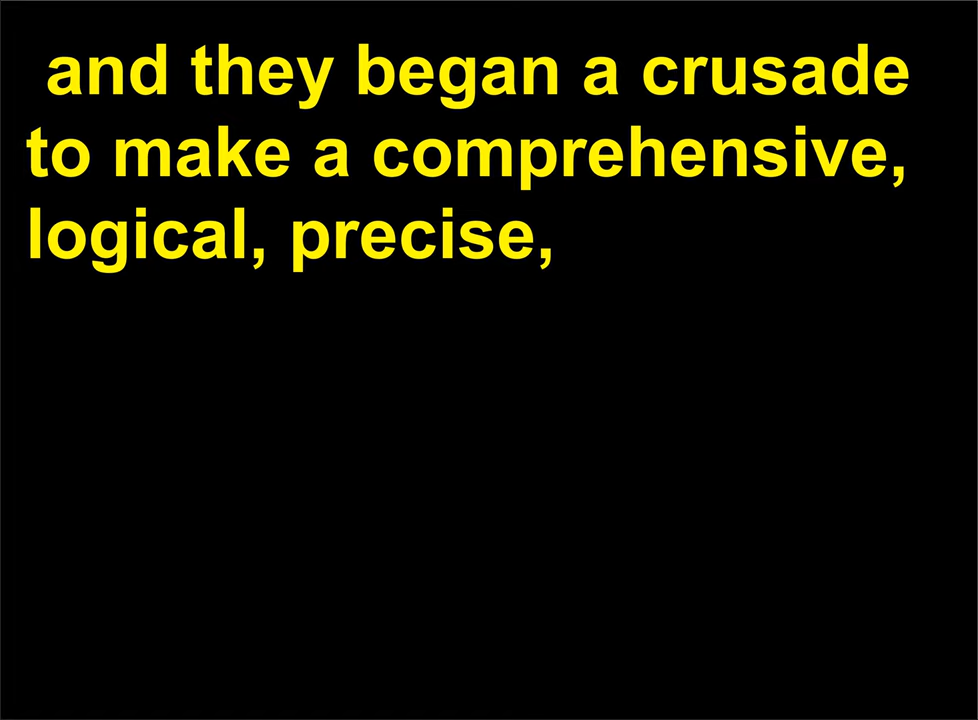 and they began a crusade
to make a comprehensive,
logical, precise,